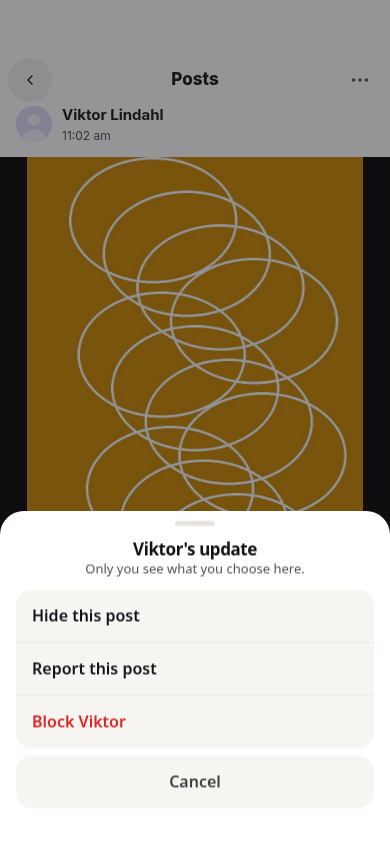 Posts
Viktor Lindahl
11:02 am
Viktor's update
Only you see what you choose here.
Hide this post
Report this post
Block Viktor
Cancel